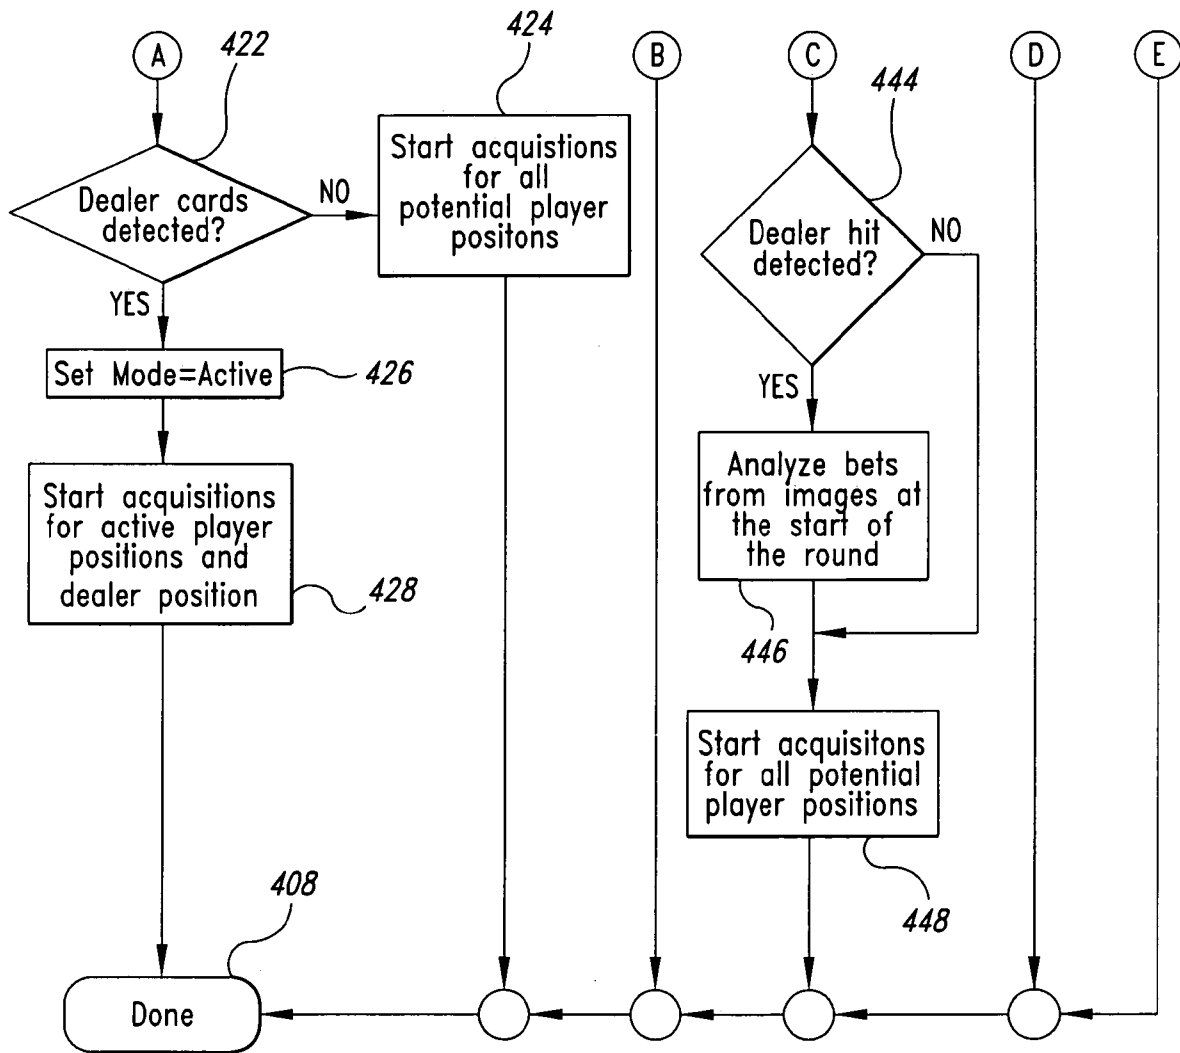 A
422
424
B
C
D
E
444
Start acquistions
for all
potential player
positons
Dealer cards
detected?
NO
YES
Dealer hit
detected?
NO
YES
Set Mode=Active
426
Start acquisitions
for active player
positions and
dealer position
428
Analyze bets
from images at
the start of
the round
446
Start acquisitons
for all potential
player positions
448
408
Done